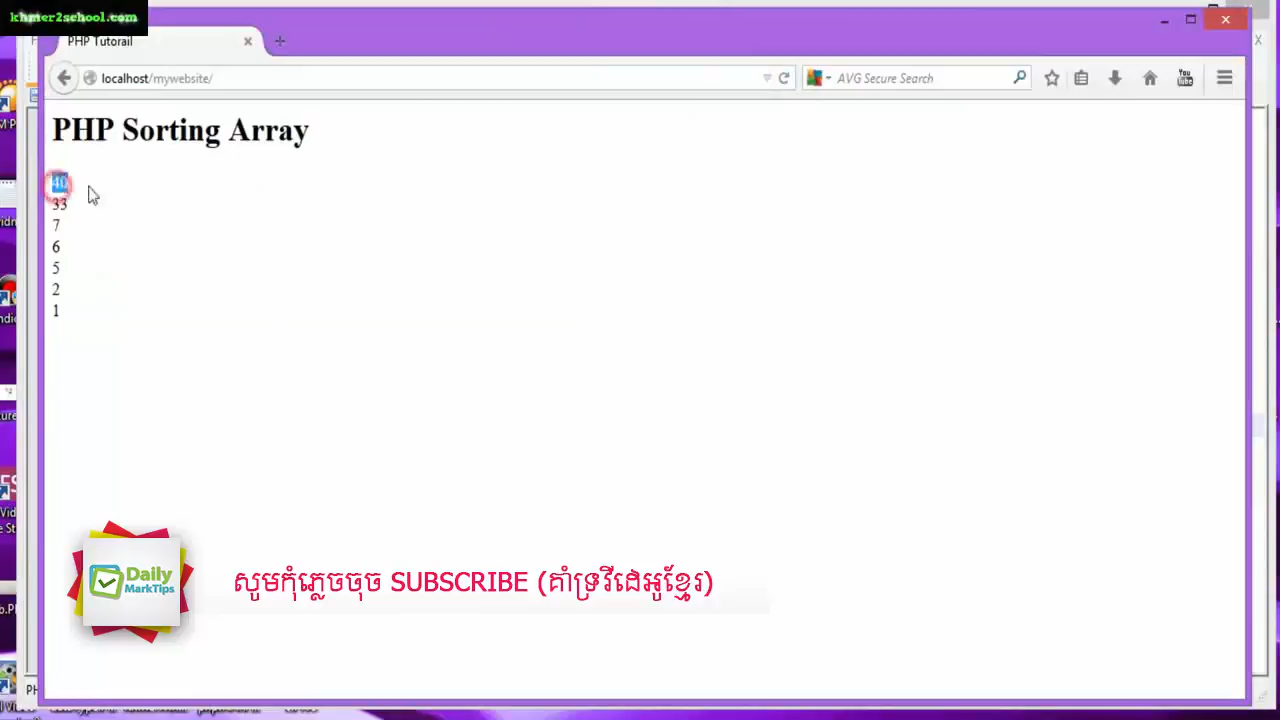 khmer2school.com
PHP Tutorail
localhost/mywebsite/
AVG Secure Search
You
Tube
PHP Sorting Array
40
33
7
6
5
2
1
Daily
MarkTips
សូមកុំភ្លេចចុច SUBSCRIBE (គាំទ្រវីដេអូខ្មែរ)